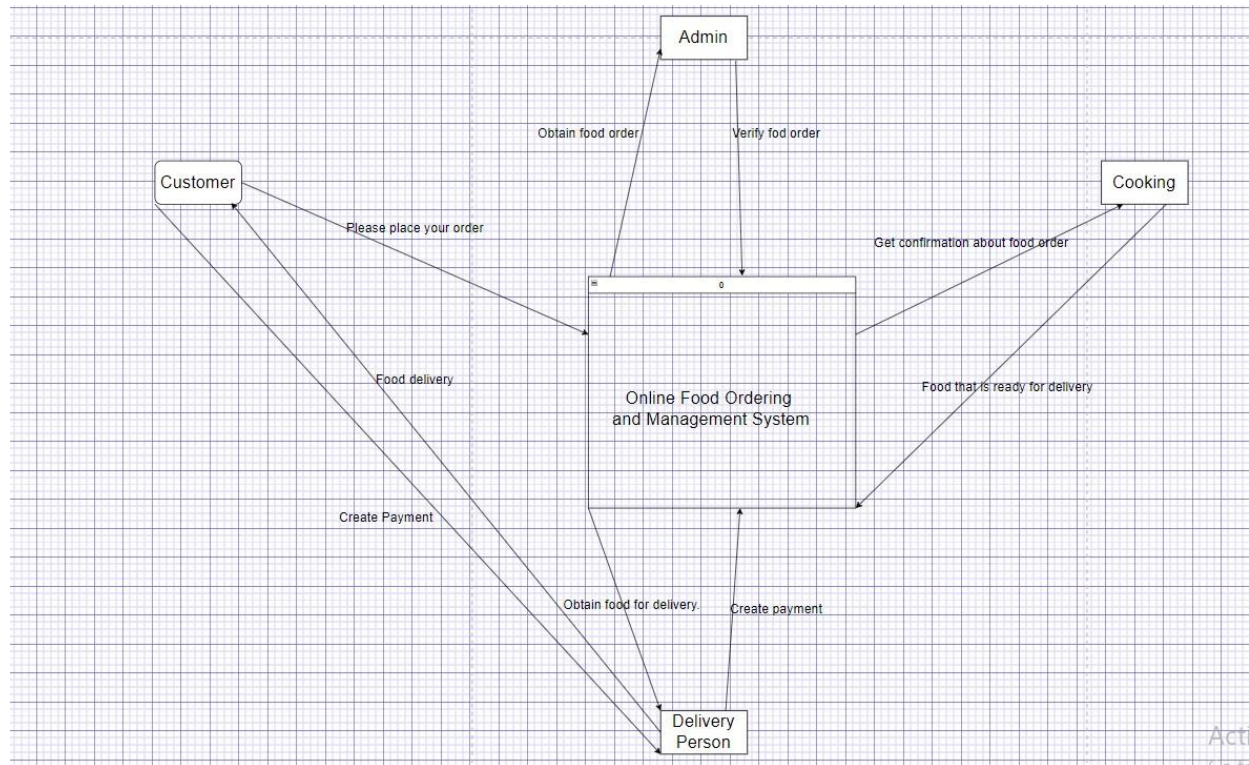 Admin
Obtain food order
Verify fod order
Customer
Cooking
Please place your order
Get confirmation about food order
0
Food delivery
Food that is ready for delivery
Online Food Ordering
and Management System
Create Payment
Obtain food for delivery.
Create payment
Delivery
Person